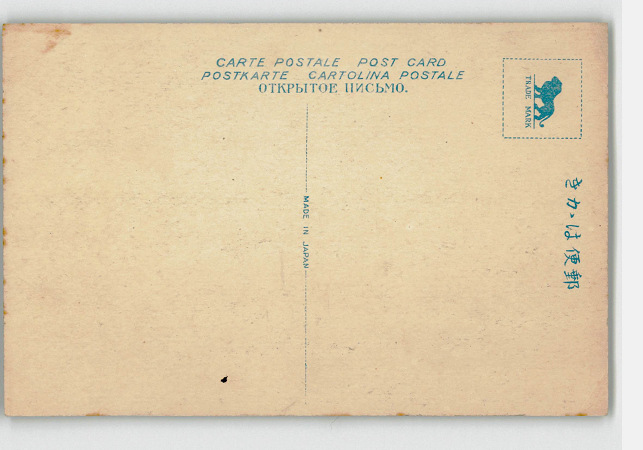 CARTE POSTALE POST CARD
POSTKARTE CARTOLINA POSTALE
ОТКРЫТОЕ ПИСЬМО.
TRADE MARK
MADE IN JAPAN
郵便はかき